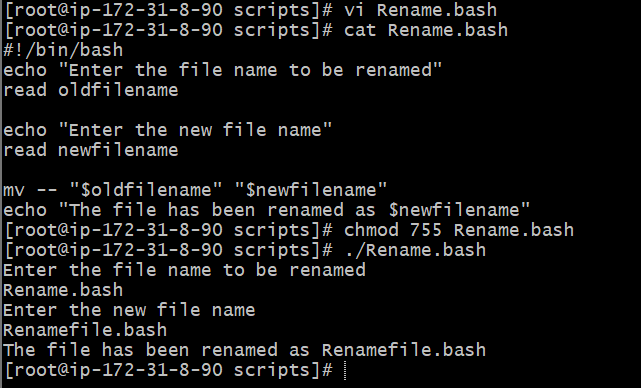 [root@ip-172-31-8-90 scripts]# vi Rename.bash
[root@ip-172-31-8-90 scripts]# cat Rename.bash
#!/bin/bash
echo "Enter the file name to be renamed"
read oldfilename

echo "Enter the new file name"
read newfilename

mv -- "$oldfilename" "$newfilename"
echo "The file has been renamed as $newfilename"
[root@ip-172-31-8-90 scripts]# chmod 755 Rename.bash
[root@ip-172-31-8-90 scripts]# ./Rename.bash
Enter the file name to be renamed
Rename.bash
Enter the new file name
Renamefile.bash
The file has been renamed as Renamefile.bash
[root@ip-172-31-8-90 scripts]#